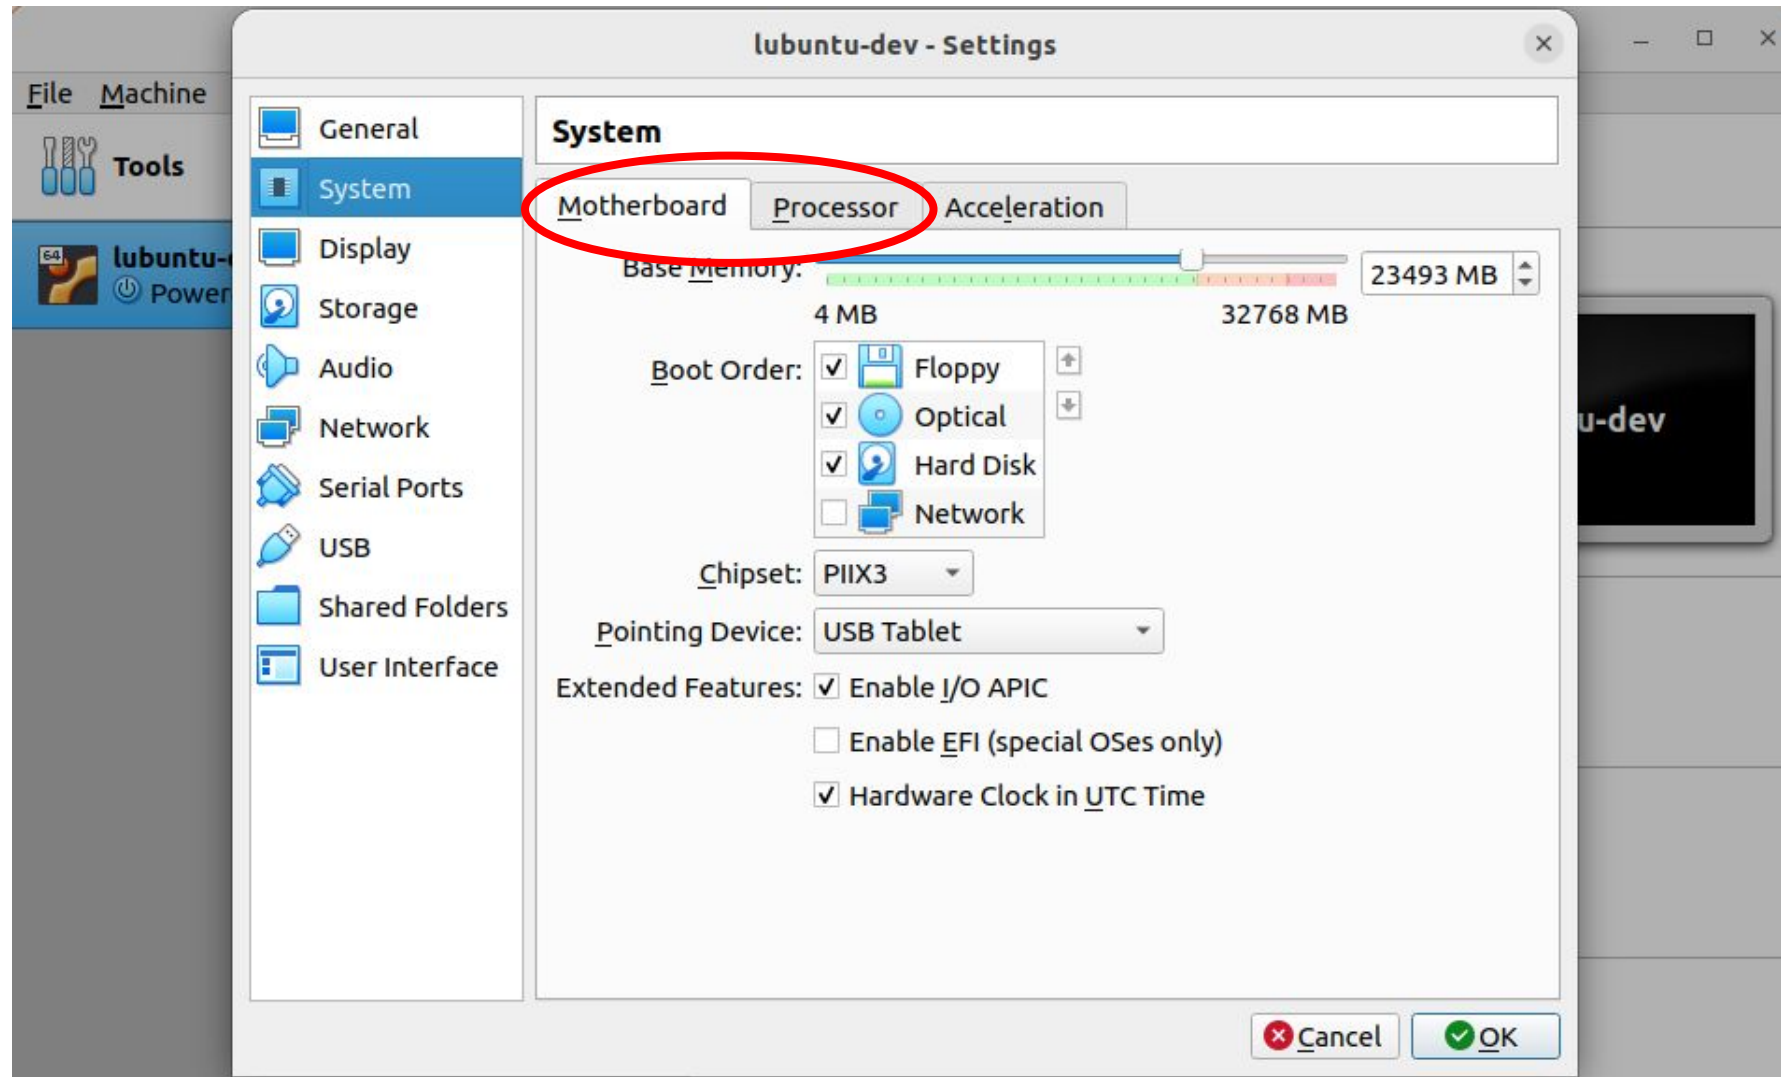 lubuntu-dev - Settings
File Machine
Tools
64
lubuntu-
Power
General
System
Display
Storage
Audio
Network
Serial Ports
USB
Shared Folders
User Interface
System
Motherboard Processor Acceleration
Base Memory: 23493 MB
4 MB 32768 MB
Boot Order: Floppy
Optical
Hard Disk
Network
Chipset: PIIX3
Pointing Device: USB Tablet
Extended Features: Enable I/O APIC
Enable EFI (special OSes only)
Hardware Clock in UTC Time
u-dev
Cancel OK